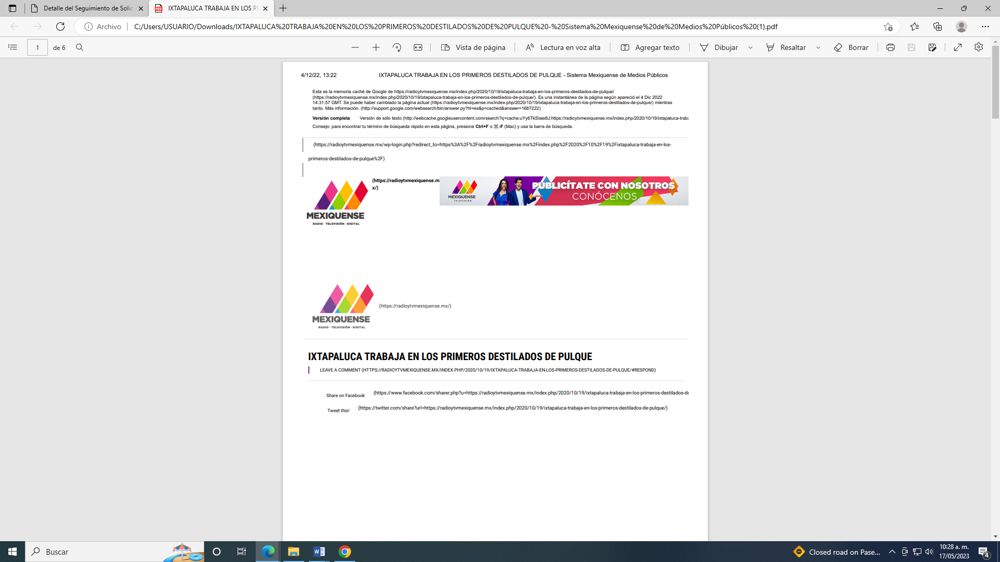 Detalle del Seguimiento de Solic
IXTAPALUCA TRABAJA EN LOS P
Archivo
C:/Users/USUARIO/Downloads/IXTAPALUCA%20TRABAJA%20EN%20LOS%20PRIMEROS%20DESTILADOS%20DE%20PULQUE%20-%20Sistema%20Mexiquense%20de%20Medios%20Públicos%20(1).pdf
1 de 6
Vista de página
Lectura en voz alta
Agregar texto
Dibujar
Resaltar
Borrar
4/12/22, 13:22
IXTAPALUCA TRABAJA EN LOS PRIMEROS DESTILADOS DE PULQUE - Sistema Mexiquense de Medios Públicos
Esta es la memoria caché de Google de https://radioytvmexiquense.mx/index.php/2020/10/19/ixtapaluca-trabaja-en-los-primeros-destilados-de-pulque/
(https://radioytvmexiquense.mx/index.php/2020/10/19/ixtapaluca-trabaja-en-los-primeros-destilados-de-pulque/). Es una instantánea de la página según apareció el 4 Dic 2022
14:31:57 GMT. Se puede haber cambiado la página actual (https://radioytvmexiquense.mx/index.php/2020/10/19/ixtapaluca-trabaja-en-los-primeros-destilados-de-pulque/) mientras
tanto. Más información. (http://support.google.com/websearch/bin/answer.py?hl=es&p=cached&answer=1687222)
Versión completa Versión de sólo texto (http://webcache.googleusercontent.com/search?q=cache:uYy6TkSIaw8J:https://radioytvmexiquense.mx/index.php/2020/10/19/ixtapaluca-traba
Consejo: para encontrar tu término de búsqueda rápido en esta página, presiona Ctrl+F o ⌘-F (Mac) y usa la barra de búsqueda.
(https://radioytvmexiquense.mx/wp-login.php?redirect_to=https%3A%2F%2Fradioytvmexiquense.mx%2Findex.php%2F2020%2F10%2F19%2Fixtapaluca-trabaja-en-los-
primeros-destilados-de-pulque%2F)
(https://radioytvmexiquense.m
x/)
MEXIQUENSE
RADIO · TELEVISIÓN · DIGITAL
MEXIQUENSE
TELEVISIÓN
PUBLICÍTATE CON NOSOTROS
CONÓCENOS
(https://radioytvmexiquense.mx/)
MEXIQUENSE
RADIO · TELEVISIÓN · DIGITAL
IXTAPALUCA TRABAJA EN LOS PRIMEROS DESTILADOS DE PULQUE
LEAVE A COMMENT (HTTPS://RADIOYTVMEXIQUENSE.MX/INDEX.PHP/2020/10/19/IXTAPALUCA-TRABAJA-EN-LOS-PRIMEROS-DESTILADOS-DE-PULQUE/#RESPOND)
Share on Facebook (https://www.facebook.com/sharer.php?u=https://radioytvmexiquense.mx/index.php/2020/10/19/ixtapaluca-trabaja-en-los-primeros-destilados-de
Tweet this! (https://twitter.com/share?url=https://radioytvmexiquense.mx/index.php/2020/10/19/ixtapaluca-trabaja-en-los-primeros-destilados-de-pulque/)
Buscar
Closed road on Pase...
10:28 a. m.
17/05/2023
4